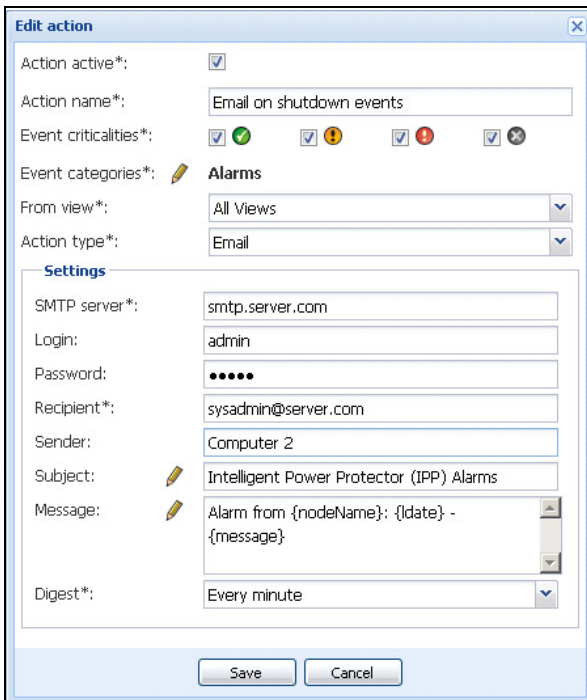 Edit action
Action active*:
Action name*: Email on shutdown events
Event criticalities*:
Event categories*: Alarms
From view*: All Views
Action type*: Email
Settings
SMTP server*: smtp.server.com
Login: admin
Password: •••••
Recipient*: sysadmin@server.com
Sender: Computer 2
Subject: Intelligent Power Protector (IPP) Alarms
Message: Alarm from {nodeName}: {ldate} -
{message}
Digest*: Every minute
Save Cancel